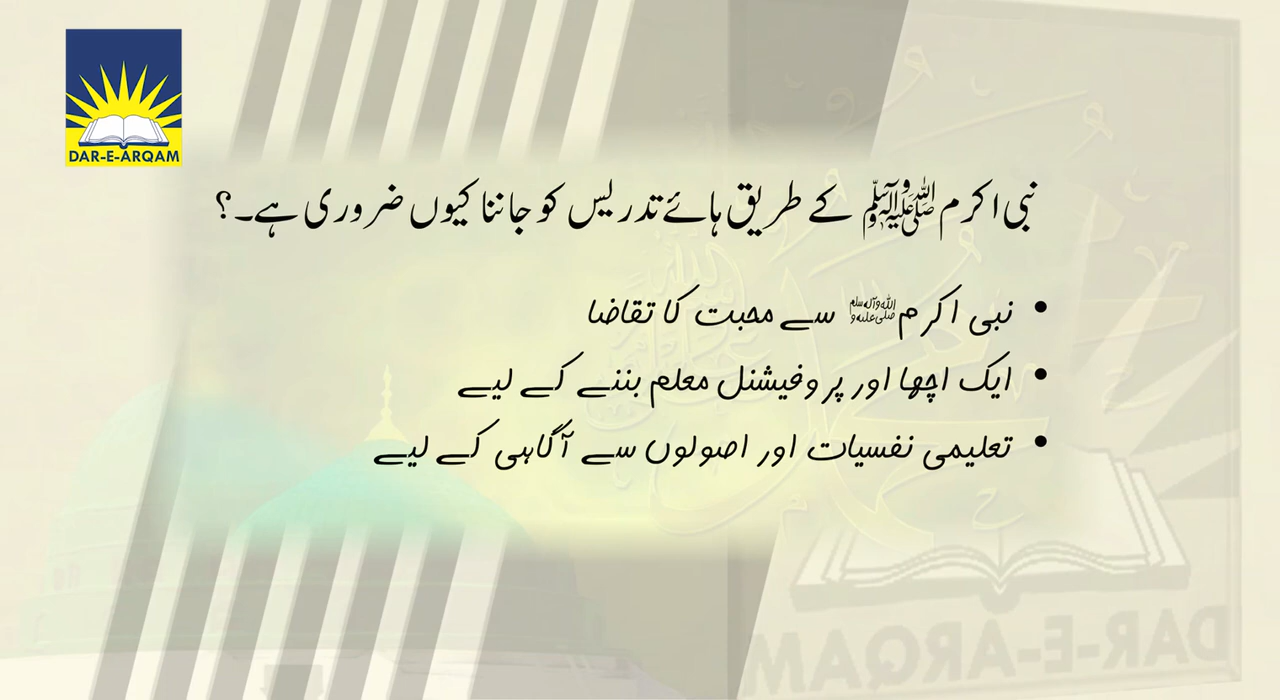 DAR-E-ARQAM
نبی اکرم ﷺ کے طریق ہائے تدریس کو جاننا کیوں ضروری ہے۔؟
• نبی اکرم ﷺ سے محبت کا تقاضا
• ایک اچھا اور پروفیشنل معلم بننے کے لیے
• تعلیمی نفسیات اور اصولوں سے آگاہی کے لیے
DAR-E-ARQAM